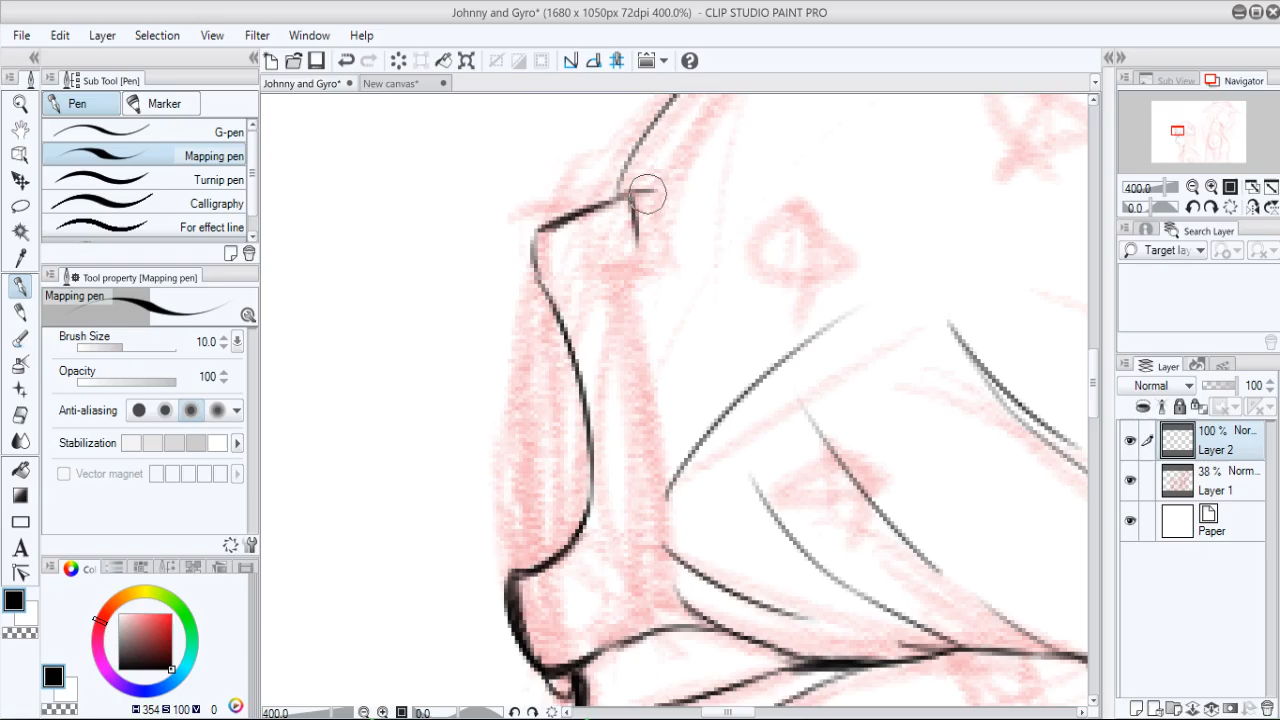 Johnny and Gyro* (1680 x 1050px 72dpi 400.0%) - CLIP STUDIO PAINT PRO
File Edit Layer Selection View Filter Window Help
Sub Tool [Pen]
Johnny and Gyro* New canvas*
Sub View Navigator
Pen Marker
G-pen
Mapping pen
Turnip pen
Calligraphy
For effect line
400.0
0.0
Search Layer
Target lay
Tool property [Mapping pen]
Mapping pen
Brush Size 10.0
Opacity 100
Anti-aliasing
Stabilization
Vector magnet
Layer
Normal 100
100 % Nor...
Layer 2
38 % Norm...
Layer 1
Paper
Col
H 354 S 100 V 0
400.0 0.0